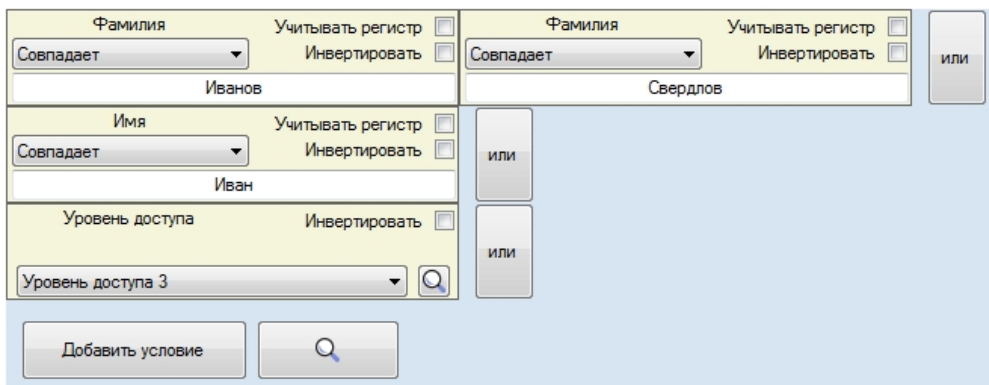 Фамилия Учитывать регистр Фамилия Учитывать регистр
Совпадает Инвертировать Совпадает Инвертировать или
Иванов Свердлов
Имя Учитывать регистр
Совпадает Инвертировать или
Иван
Уровень доступа Инвертировать
или
Уровень доступа 3
Добавить условие